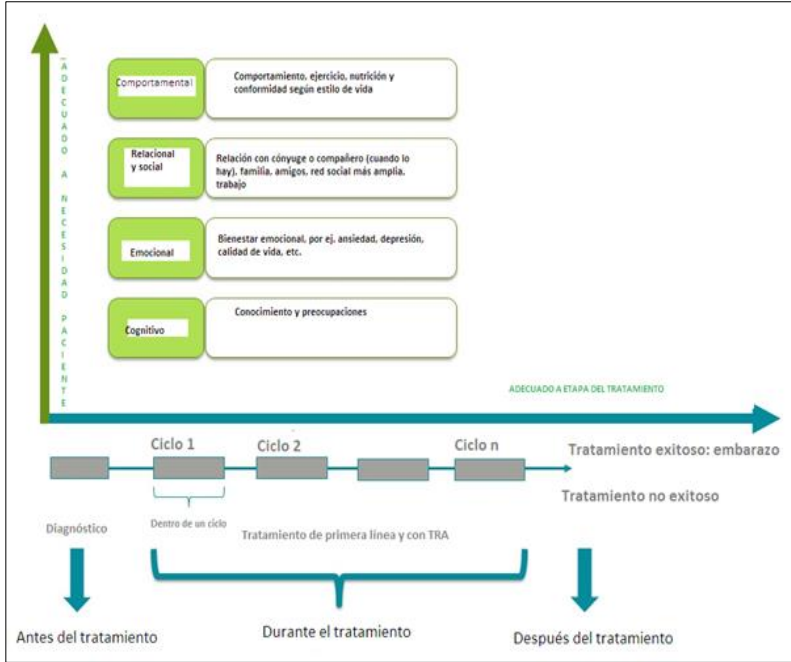 ADECUADO A NECESIDAD PACIENTE
Comportamental
Comportamiento, ejercicio, nutrición y
conformidad según estilo de vida
Relacional
y social
Relación con cónyuge o compañero (cuando lo
hay), familia, amigos, red social más amplia,
trabajo
Emocional
Bienestar emocional, por ej. ansiedad, depresión,
calidad de vida, etc.
Cognitivo
Conocimiento y preocupaciones
ADECUADO A ETAPA DEL TRATAMIENTO
Ciclo 1
Ciclo 2
Ciclo n
Tratamiento exitoso: embarazo
Tratamiento no exitoso
Diagnóstico
Dentro de un ciclo
Tratamiento de primera línea y con TRA
Antes del tratamiento
Durante el tratamiento
Después del tratamiento